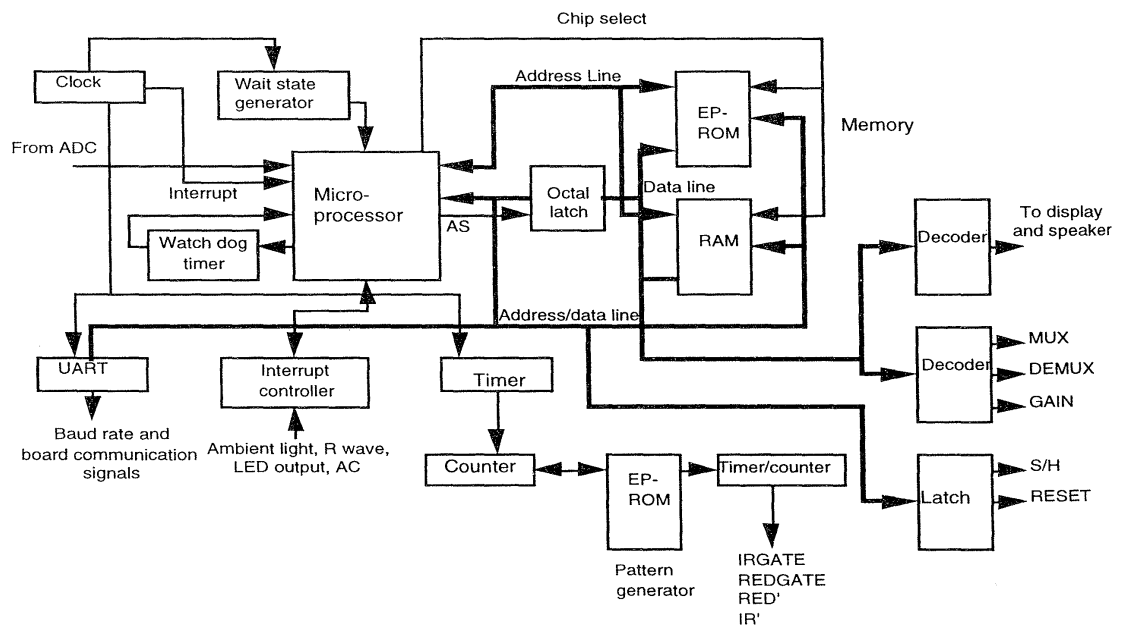 Chip select
Clock
Wait state
generator
Address Line
EP-
ROM
Memory
From ADC
Interrupt
Micro-
processor
AS
Octal
latch
Data line
RAM
Watch dog
timer
Decoder
To display
and speaker
Address/data line
UART
Interrupt
controller
Timer
Decoder
MUX
DEMUX
GAIN
Baud rate and
board communication
signals
Ambient light, R wave,
LED output, AC
Counter
EP-
ROM
Timer/counter
Latch
S/H
RESET
Pattern
generator
IRGATE
REDGATE
RED'
IR'